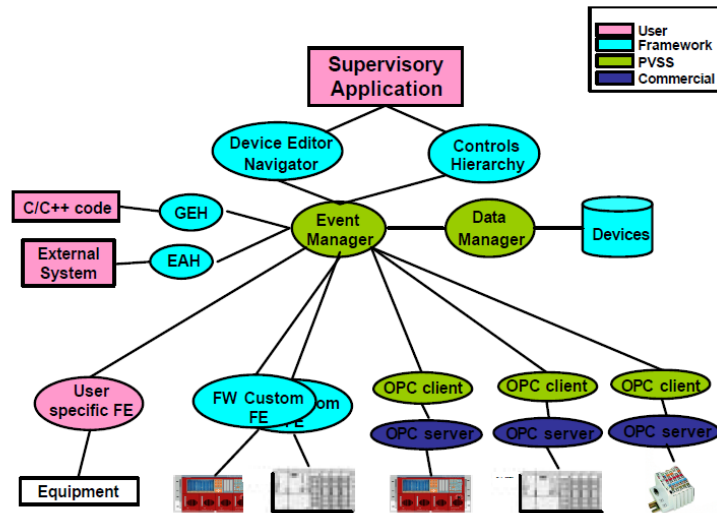 User
Framework
PVSS
Commercial
Supervisory
Application
Device Editor
Navigator
Controls
Hierarchy
C/C++ code
GEH
Event
Manager
Data
Manager
Devices
External
System
EAH
User
specific FE
FW Custom
FE
tom
FE
OPC client
OPC client
OPC client
OPC server
OPC server
OPC server
Equipment